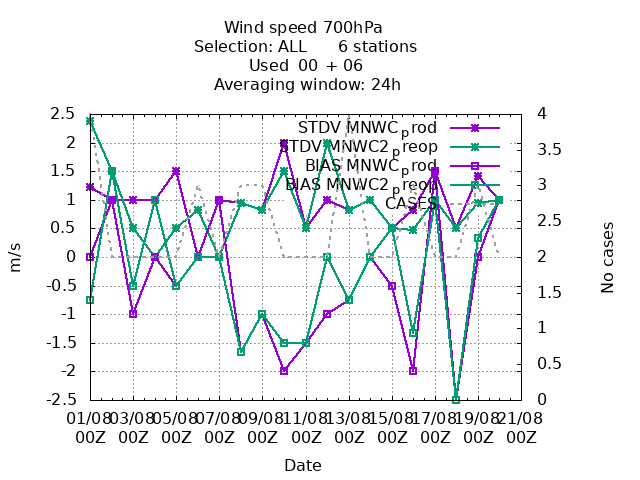 Wind speed 700hPa
Selection: ALL 6 stations
Used 00 + 06
Averaging window: 24h
STDV MNWC_prod
STDV MNWC2_preop
BIAS MNWC_prod
BIAS MNWC2_preop
CASES
2.5
2
1.5
1
0.5
0
-0.5
-1
-1.5
-2
-2.5
4
3.5
3
2.5
2
1.5
1
0.5
0
m/s
No cases
01/08 03/08 05/08 07/08 09/08 11/08 13/08 15/08 17/08 19/08 21/08
00Z 00Z 00Z 00Z 00Z 00Z 00Z 00Z 00Z 00Z 00Z
Date